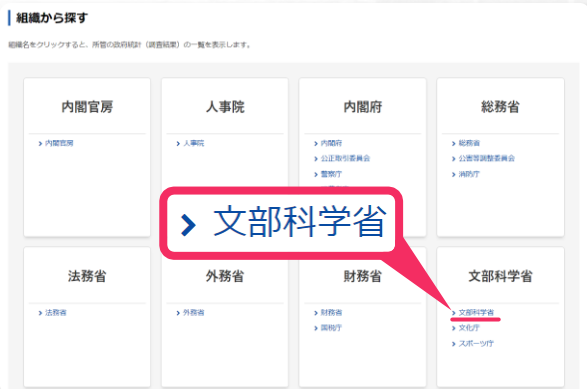 組織から探す
組織名をクリックすると、所管の政府統計（調査結果）の一覧を表示します。
内閣官房
内閣官房
人事院
人事院
内閣府
内閣府
公正取引委員会
警察庁
総務省
総務省
公害等調整委員会
消防庁
文部科学省
法務省
法務省
外務省
外務省
財務省
財務省
国税庁
文部科学省
文部科学省
文化庁
スポーツ庁